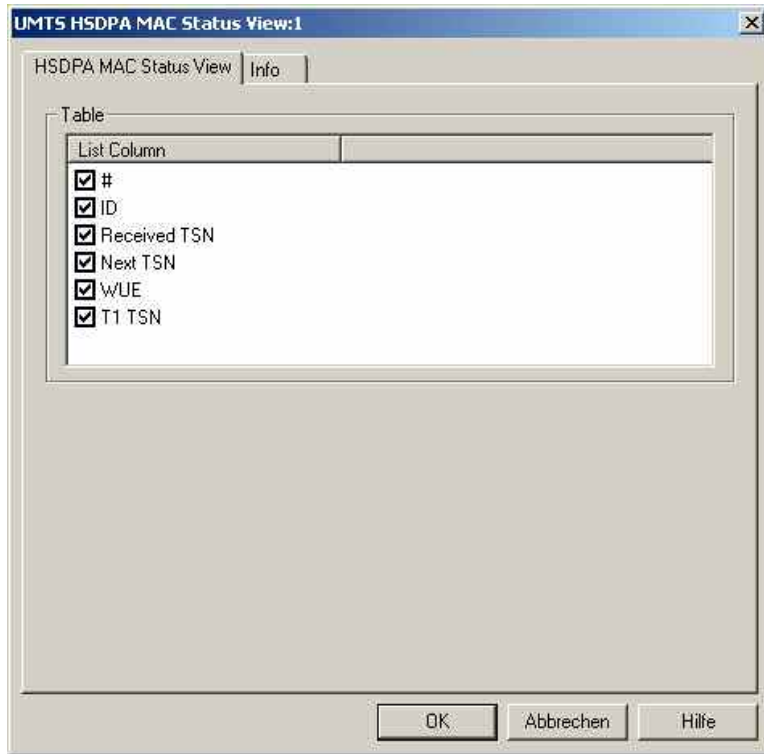 UMTS HSDPA MAC Status View:1
HSDPA MAC Status View Info
Table
List Column
#
ID
Received TSN
Next TSN
WUE
T1 TSN
OK Abbrechen Hilfe